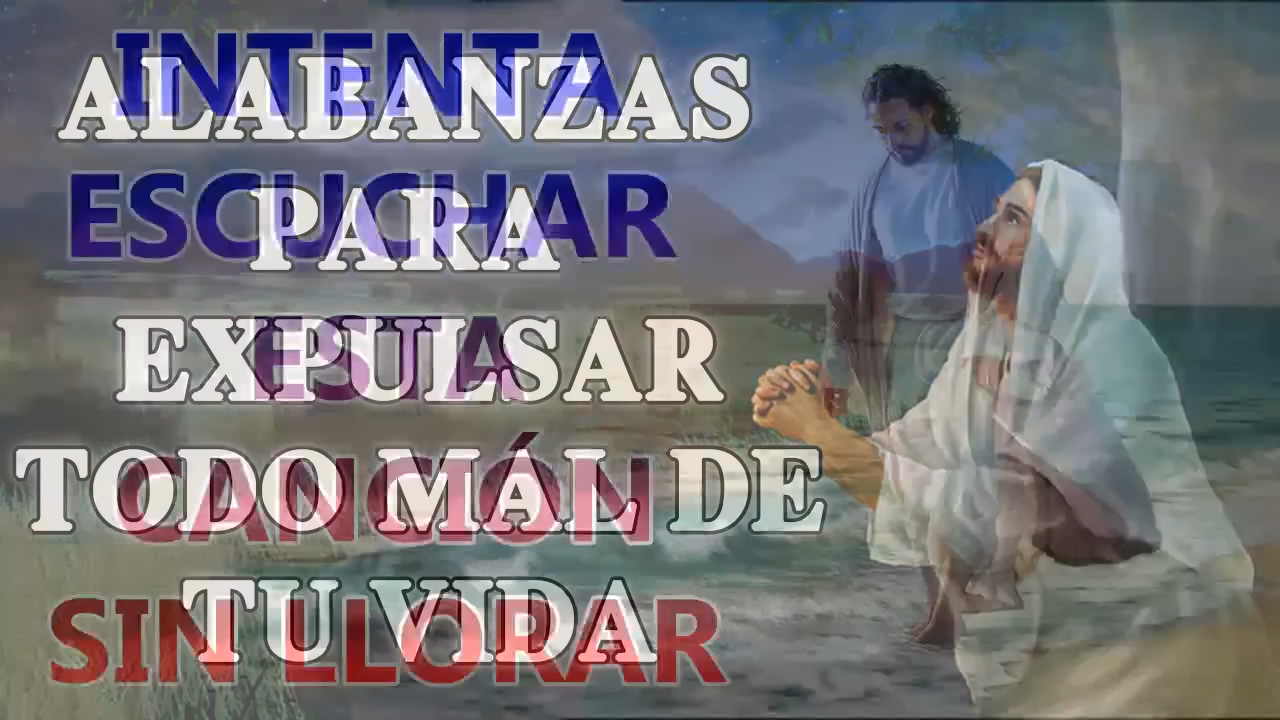 INTENTA
ALABANZAS
ESCUCHAR
PARA
ESTA
EXPULSAR
CANCIÓN
TODO MÁL DE
SIN LLORAR
TU VIDA